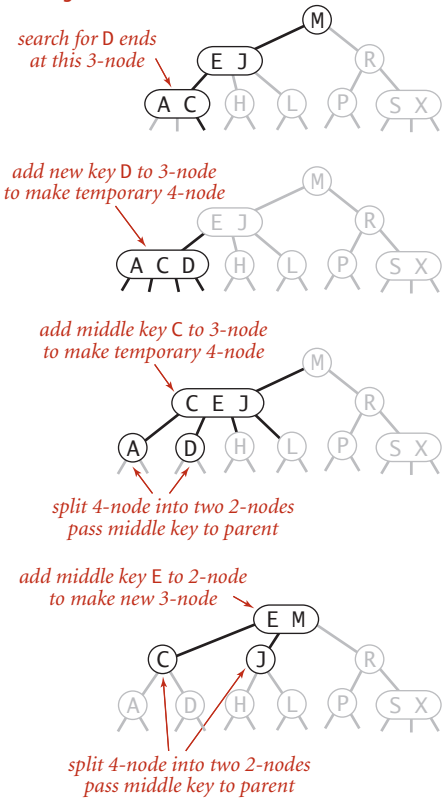 M
search for D ends
at this 3-node
E J
R
A C
H
L
P
S X
add new key D to 3-node
to make temporary 4-node
M
E J
R
A C D
H
L
P
S X
add middle key C to 3-node
to make temporary 4-node
M
C E J
R
A
D
H
L
P
S X
split 4-node into two 2-nodes
pass middle key to parent
add middle key E to 2-node
to make new 3-node
E M
C
J
R
A
D
H
L
P
S X
split 4-node into two 2-nodes
pass middle key to parent